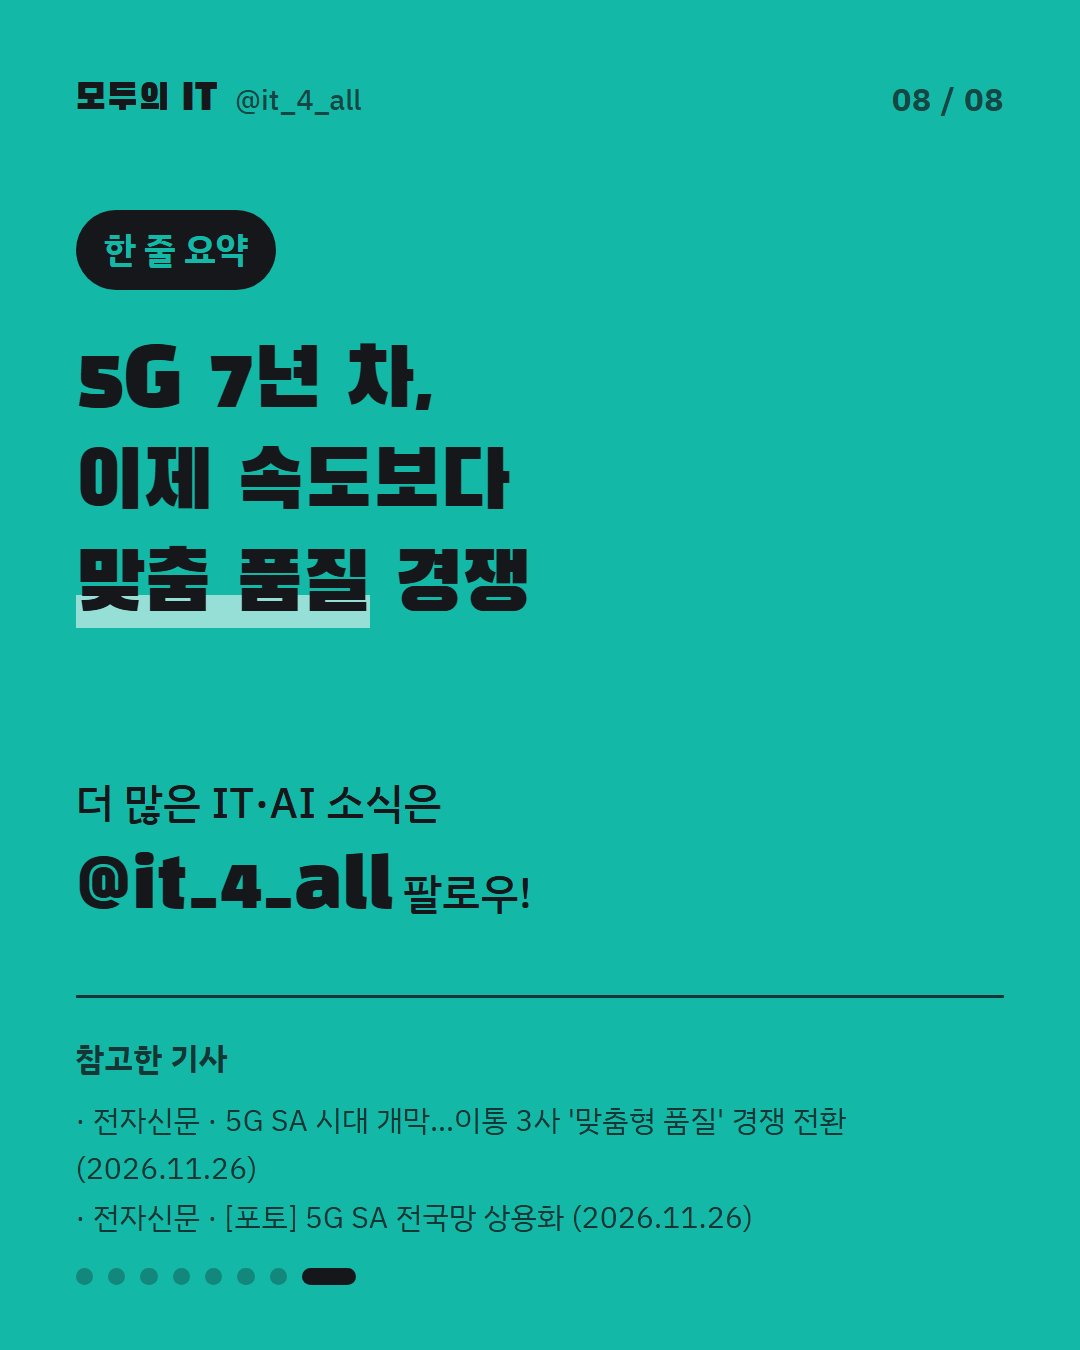 모두의 IT @it_4_all
08 / 08
한 줄 요약
5G 7년 차,
이제 속도보다
맞춤 품질 경쟁
더 많은 IT·AI 소식은
@it_4_all 팔로우!
참고한 기사
· 전자신문 · 5G SA 시대 개막...이통 3사 '맞춤형 품질' 경쟁 전환
(2026.11.26)
· 전자신문 · [포토] 5G SA 전국망 상용화 (2026.11.26)